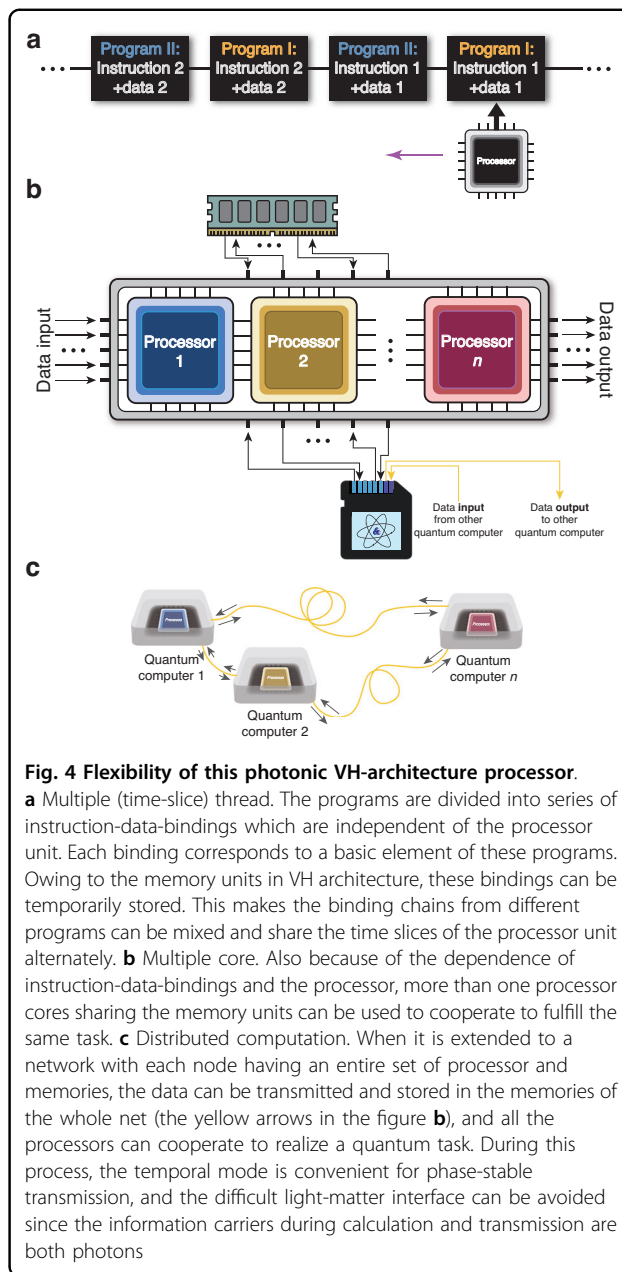 a
Program II: Program I: Program II: Program I:
Instruction 2 Instruction 2 Instruction 1 Instruction 1
+data 2 +data 2 +data 1 +data 1
Processor
b
Data input
Processor 1
Processor 2
Processor n
Data output
&
Data input
from other
quantum computer
Data output
to other
quantum computer
c
Processor
Processor
Processor
Quantum
computer 1
Quantum
computer 2
Quantum
computer n
Fig. 4 Flexibility of this photonic VH-architecture processor.
a Multiple (time-slice) thread. The programs are divided into series of
instruction-data-bindings which are independent of the processor
unit. Each binding corresponds to a basic element of these programs.
Owing to the memory units in VH architecture, these bindings can be
temporarily stored. This makes the binding chains from different
programs can be mixed and share the time slices of the processor unit
alternately. b Multiple core. Also because of the dependence of
instruction-data-bindings and the processor, more than one processor
cores sharing the memory units can be used to cooperate to fulfill the
same task. c Distributed computation. When it is extended to a
network with each node having an entire set of processor and
memories, the data can be transmitted and stored in the memories of
the whole net (the yellow arrows in the figure b), and all the
processors can cooperate to realize a quantum task. During this
process, the temporal mode is convenient for phase-stable
transmission, and the difficult light-matter interface can be avoided
since the information carriers during calculation and transmission are
both photons